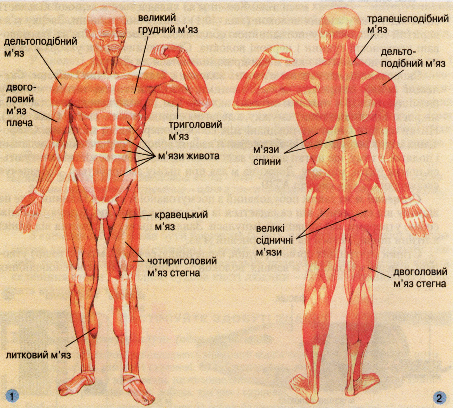 великий
грудний м'яз
дельтоподібний
м'яз
двого-
ловий
м'яз
плеча
триголовий
м'яз
м'язи живота
кравецький
м'яз
чотириголовий
м'яз стегна
литковий м'яз
1
трапецієподібний
м'яз
дельто-
подібний м'яз
м'язи
спини
великі
сідничні
м'язи
двоголовий
м'яз стегна
2